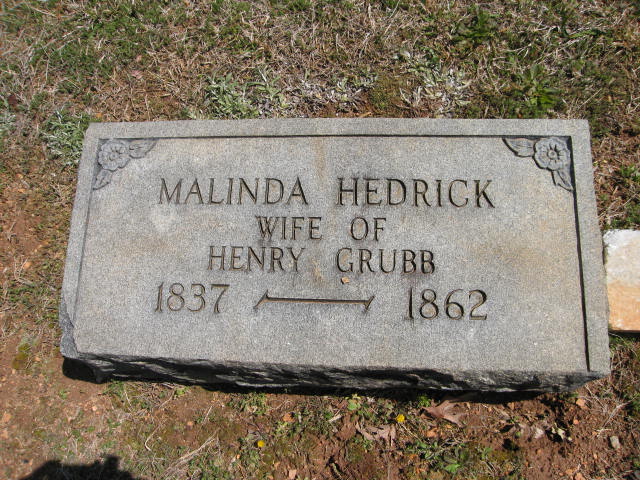 MALINDA HEDRICK
WIFE OF
HENRY GRUBB
1837 1862